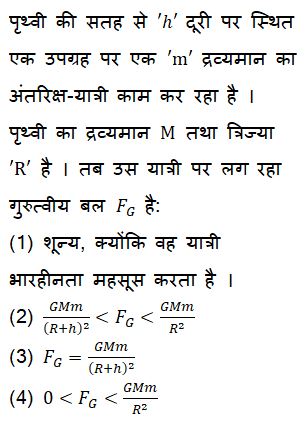 पृथ्वी की सतह से 'h' दूरी पर स्थित
एक उपग्रह पर एक 'm' द्रव्यमान का
अंतरिक्ष-यात्री काम कर रहा है ।
पृथ्वी का द्रव्यमान M तथा त्रिज्या
'R' है । तब उस यात्री पर लग रहा
गुरुत्वीय बल F_G है:
(1) शून्य, क्योंकि वह यात्री
भारहीनता महसूस करता है ।
(2) \frac{GMm}{(R+h)^2} < F_G < \frac{GMm}{R^2}
(3) F_G = \frac{GMm}{(R+h)^2}
(4) 0 < F_G < \frac{GMm}{R^2}